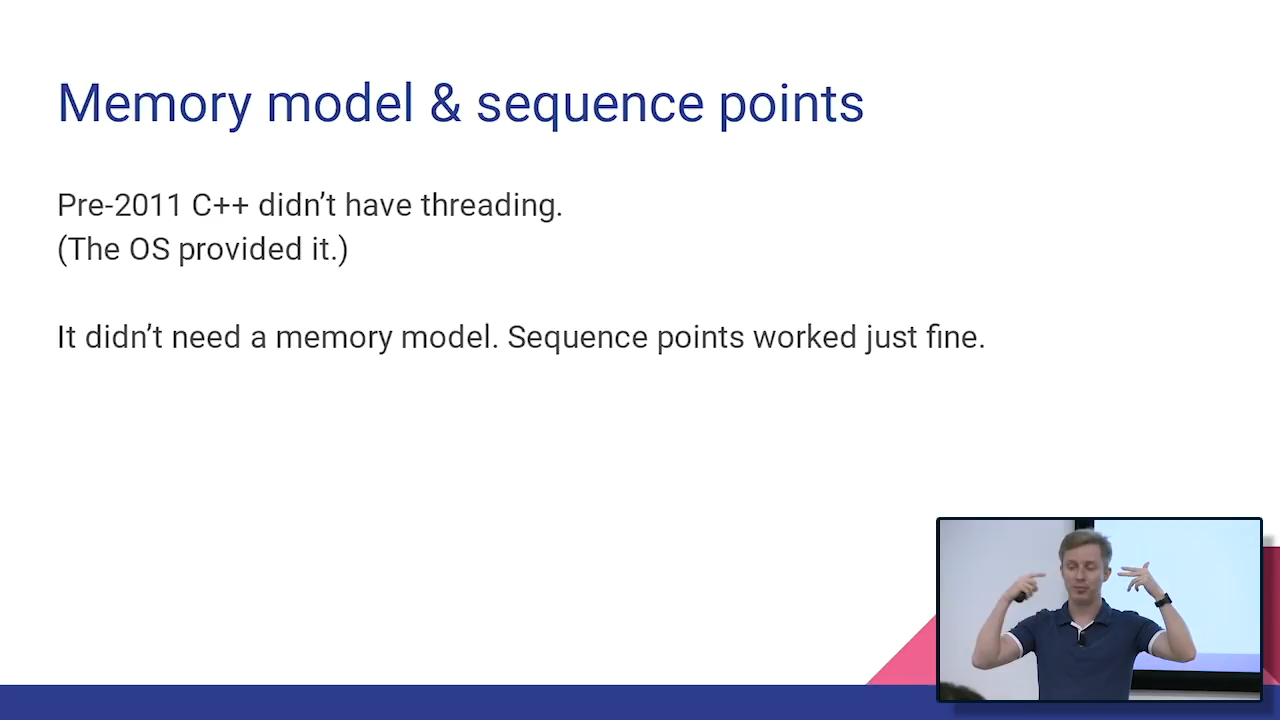 Memory model & sequence points
Pre-2011 C++ didn’t have threading.
(The OS provided it.)
It didn’t need a memory model. Sequence points worked just fine.